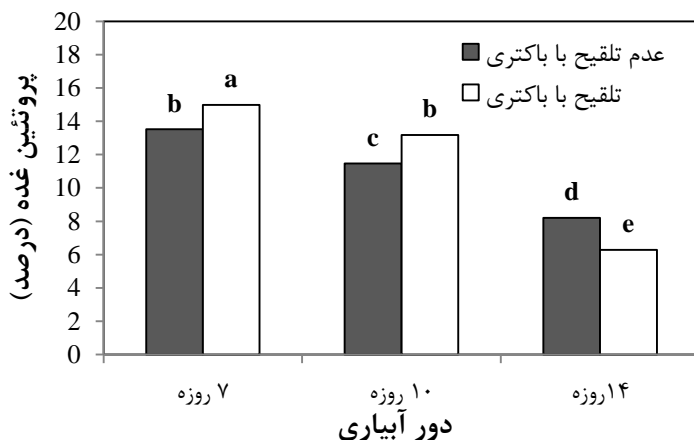 20
18
16
14
12
10
8
6
4
2
0
پروتئین غده (درصد)
عدم تلقیح با باکتری
تلقیح با باکتری
b
a
c
b
d
e
۷ روزه
۱۰ روزه
۱۴روزه
دور آبیاری